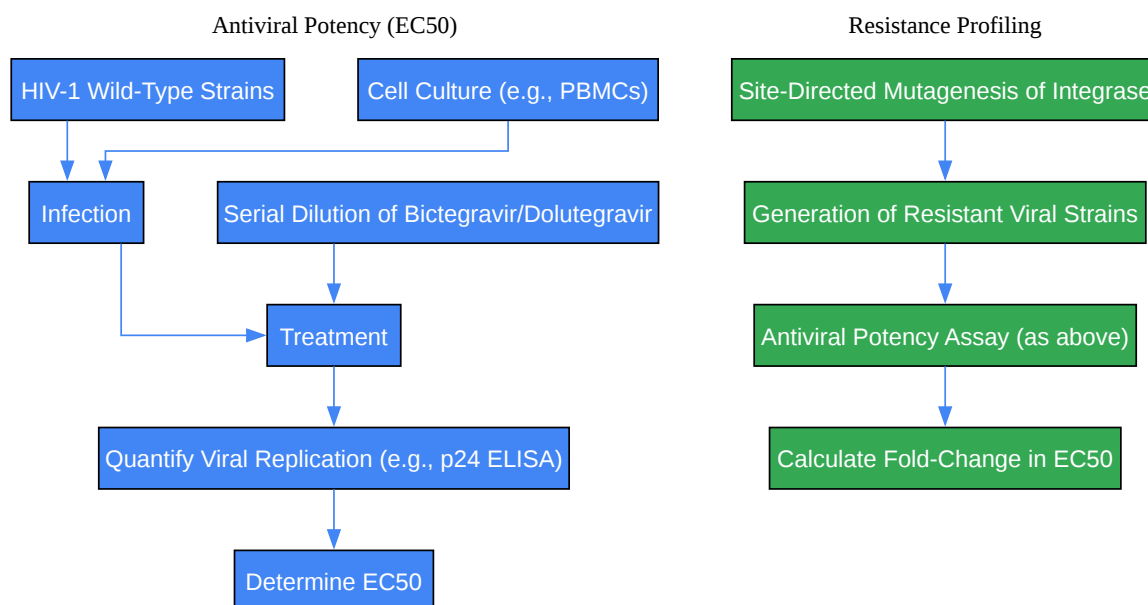 Antiviral Potency (EC50)
HIV-1 Wild-Type Strains
Cell Culture (e.g., PBMCs)
Infection
Serial Dilution of Bictegravir/Dolutegravir
Treatment
Quantify Viral Replication (e.g., p24 ELISA)
Determine EC50
Resistance Profiling
Site-Directed Mutagenesis of Integrase
Generation of Resistant Viral Strains
Antiviral Potency Assay (as above)
Calculate Fold-Change in EC50